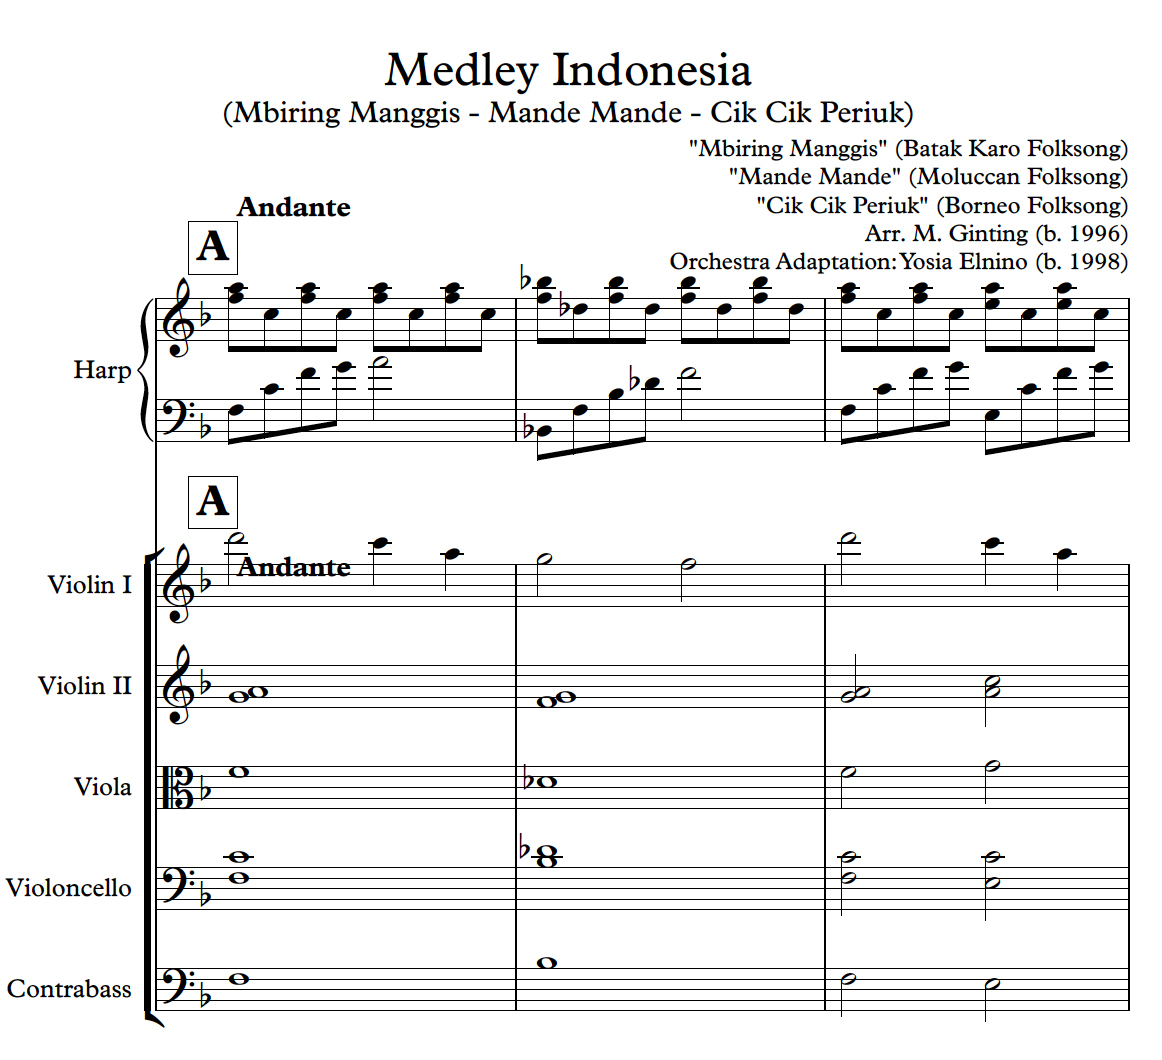 Medley Indonesia
(Mbiring Manggis - Mande Mande - Cik Cik Periuk)
"Mbiring Manggis" (Batak Karo Folksong)
"Mande Mande" (Moluccan Folksong)
"Cik Cik Periuk" (Borneo Folksong)
Arr. M. Ginting (b. 1996)
Orchestra Adaptation: Yosia Elnino (b. 1998)
Andante
A
Harp
A
Andante
Violin I
Violin II
Viola
Violoncello
Contrabass